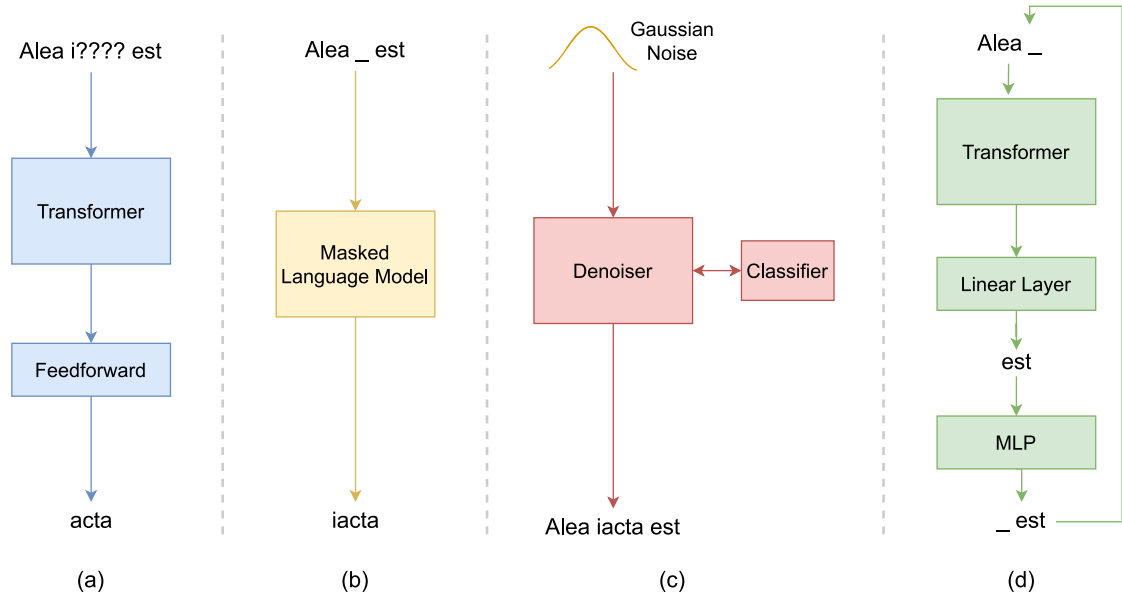 Alea i???? est
Transformer
Feedforward
acta
(a)
Alea _ est
Masked
Language Model
iacta
(b)
Gaussian
Noise
Denoiser
Classifier
Alea iacta est
(c)
Alea _
Transformer
Linear Layer
est
MLP
_ est
(d)